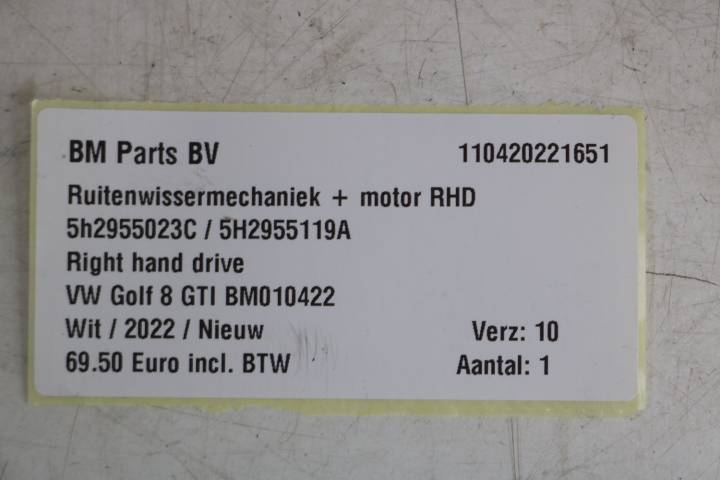 BM Parts BV 110420221651
Ruitenwissermechaniek + motor RHD
5h2955023C / 5H2955119A
Right hand drive
VW Golf 8 GTI BM010422
Wit / 2022 / Nieuw Verz: 10
69.50 Euro incl. BTW Aantal: 1